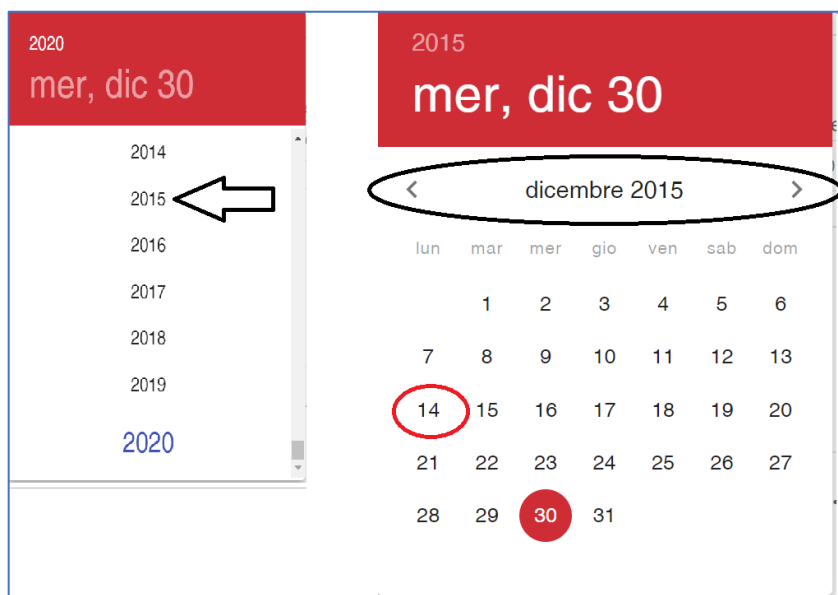 2020
mer, dic 30
2014
2015
2016
2017
2018
2019
2020
2015
mer, dic 30
dicembre 2015
lun mar mer gio ven sab dom
1 2 3 4 5 6
7 8 9 10 11 12 13
14 15 16 17 18 19 20
21 22 23 24 25 26 27
28 29 30 31